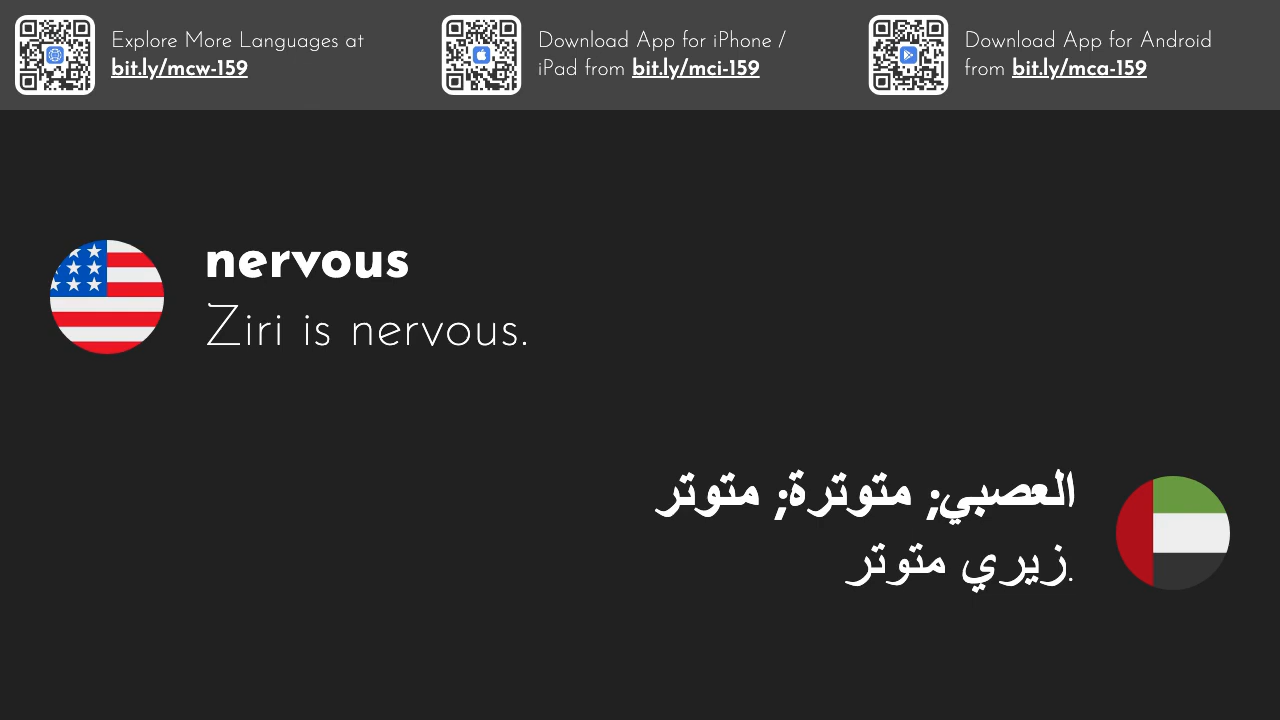 Explore More Languages at
bit.ly/mcw-159
Download App for iPhone /
iPad from bit.ly/mci-159
Download App for Android
from bit.ly/mca-159
nervous
Ziri is nervous.
العصبي; متوترة; متوتر
زيري متوتر.